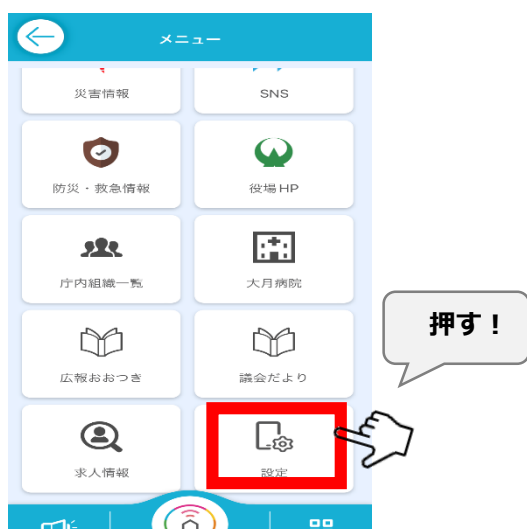 メニュー
災害情報
SNS
防災・救急情報
役場HP
庁内組織一覧
大月病院
押す！
広報おおつき
議会だより
求人情報
設定